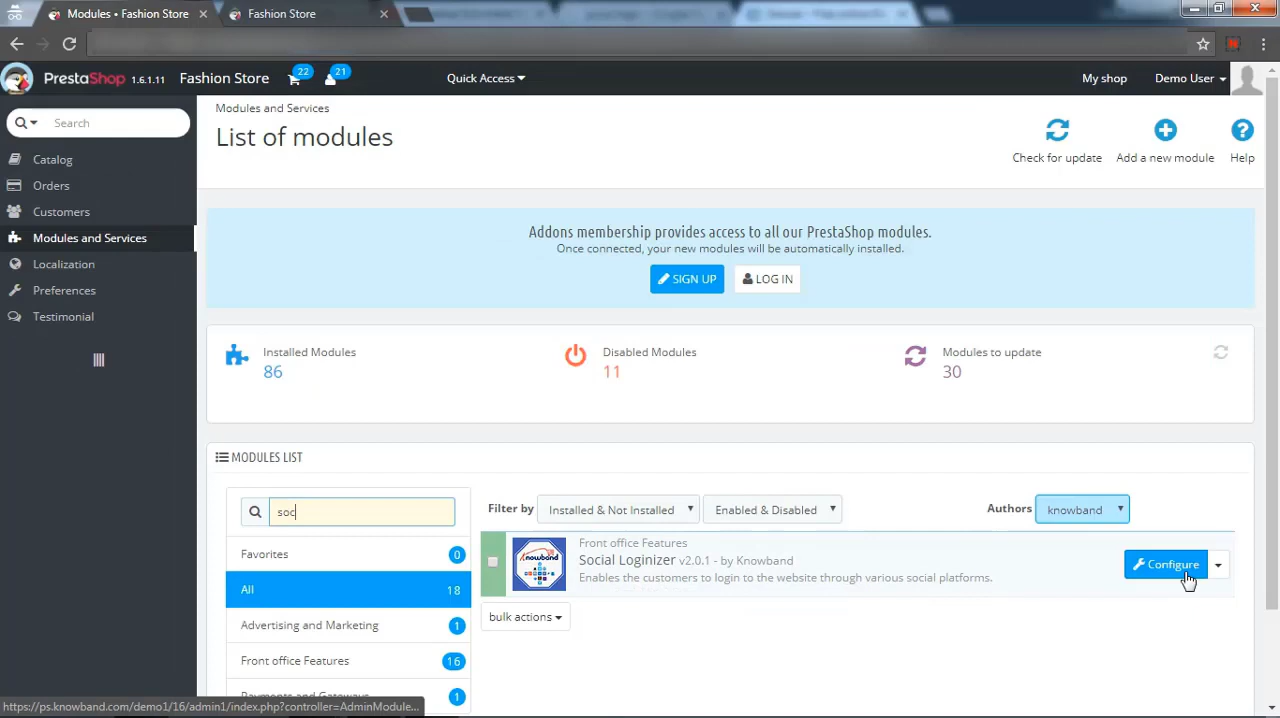 Modules • Fashion Store
Fashion Store
PrestaShop 1.6.1.11 Fashion Store 22 21 Quick Access My shop Demo User
Search
Catalog
Orders
Customers
Modules and Services
Localization
Preferences
Testimonial
Modules and Services
List of modules
Check for update
Add a new module
Help
Addons membership provides access to all our PrestaShop modules.
Once connected, your new modules will be automatically installed.
SIGN UP LOG IN
Installed Modules
86
Disabled Modules
11
Modules to update
30
MODULES LIST
soc
Favorites 0
All 18
Advertising and Marketing 1
Front office Features 16
Payments and Gateways 1
Filter by Installed & Not Installed Enabled & Disabled Authors knowband
Knowband
Front office Features
Social Loginizer v2.0.1 - by Knowband
Enables the customers to login to the website through various social platforms.
Configure
bulk actions
https://ps.knowband.com/demo1/16/admin1/index.php?controller=AdminModule...